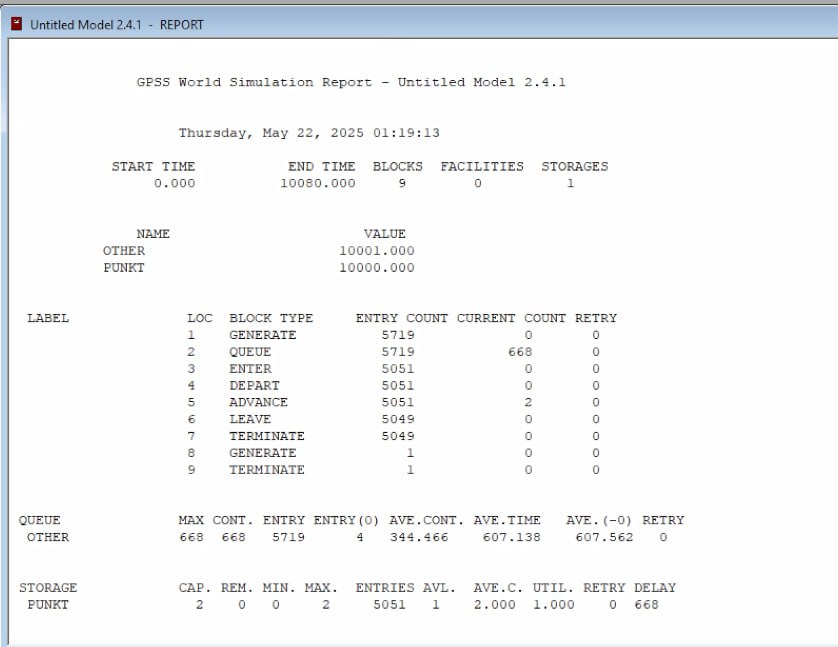 Untitled Model 2.4.1 - REPORT
GPSS World Simulation Report - Untitled Model 2.4.1
Thursday, May 22, 2025 01:19:13
START TIME END TIME BLOCKS FACILITIES STORAGES
0.000 10080.000 9 0 1
NAME VALUE
OTHER 10001.000
PUNKT 10000.000
LABEL LOC BLOCK TYPE ENTRY COUNT CURRENT COUNT RETRY
1 GENERATE 5719 0 0
2 QUEUE 5719 668 0
3 ENTER 5051 0 0
4 DEPART 5051 0 0
5 ADVANCE 5051 2 0
6 LEAVE 5049 0 0
7 TERMINATE 5049 0 0
8 GENERATE 1 0 0
9 TERMINATE 1 0 0
QUEUE MAX CONT. ENTRY ENTRY(0) AVE.CONT. AVE.TIME AVE.(-0) RETRY
OTHER 668 668 5719 4 344.466 607.138 607.562 0
STORAGE CAP. REM. MIN. MAX. ENTRIES AVL. AVE.C. UTIL. RETRY DELAY
PUNKT 2 0 0 2 5051 1 2.000 1.000 0 668